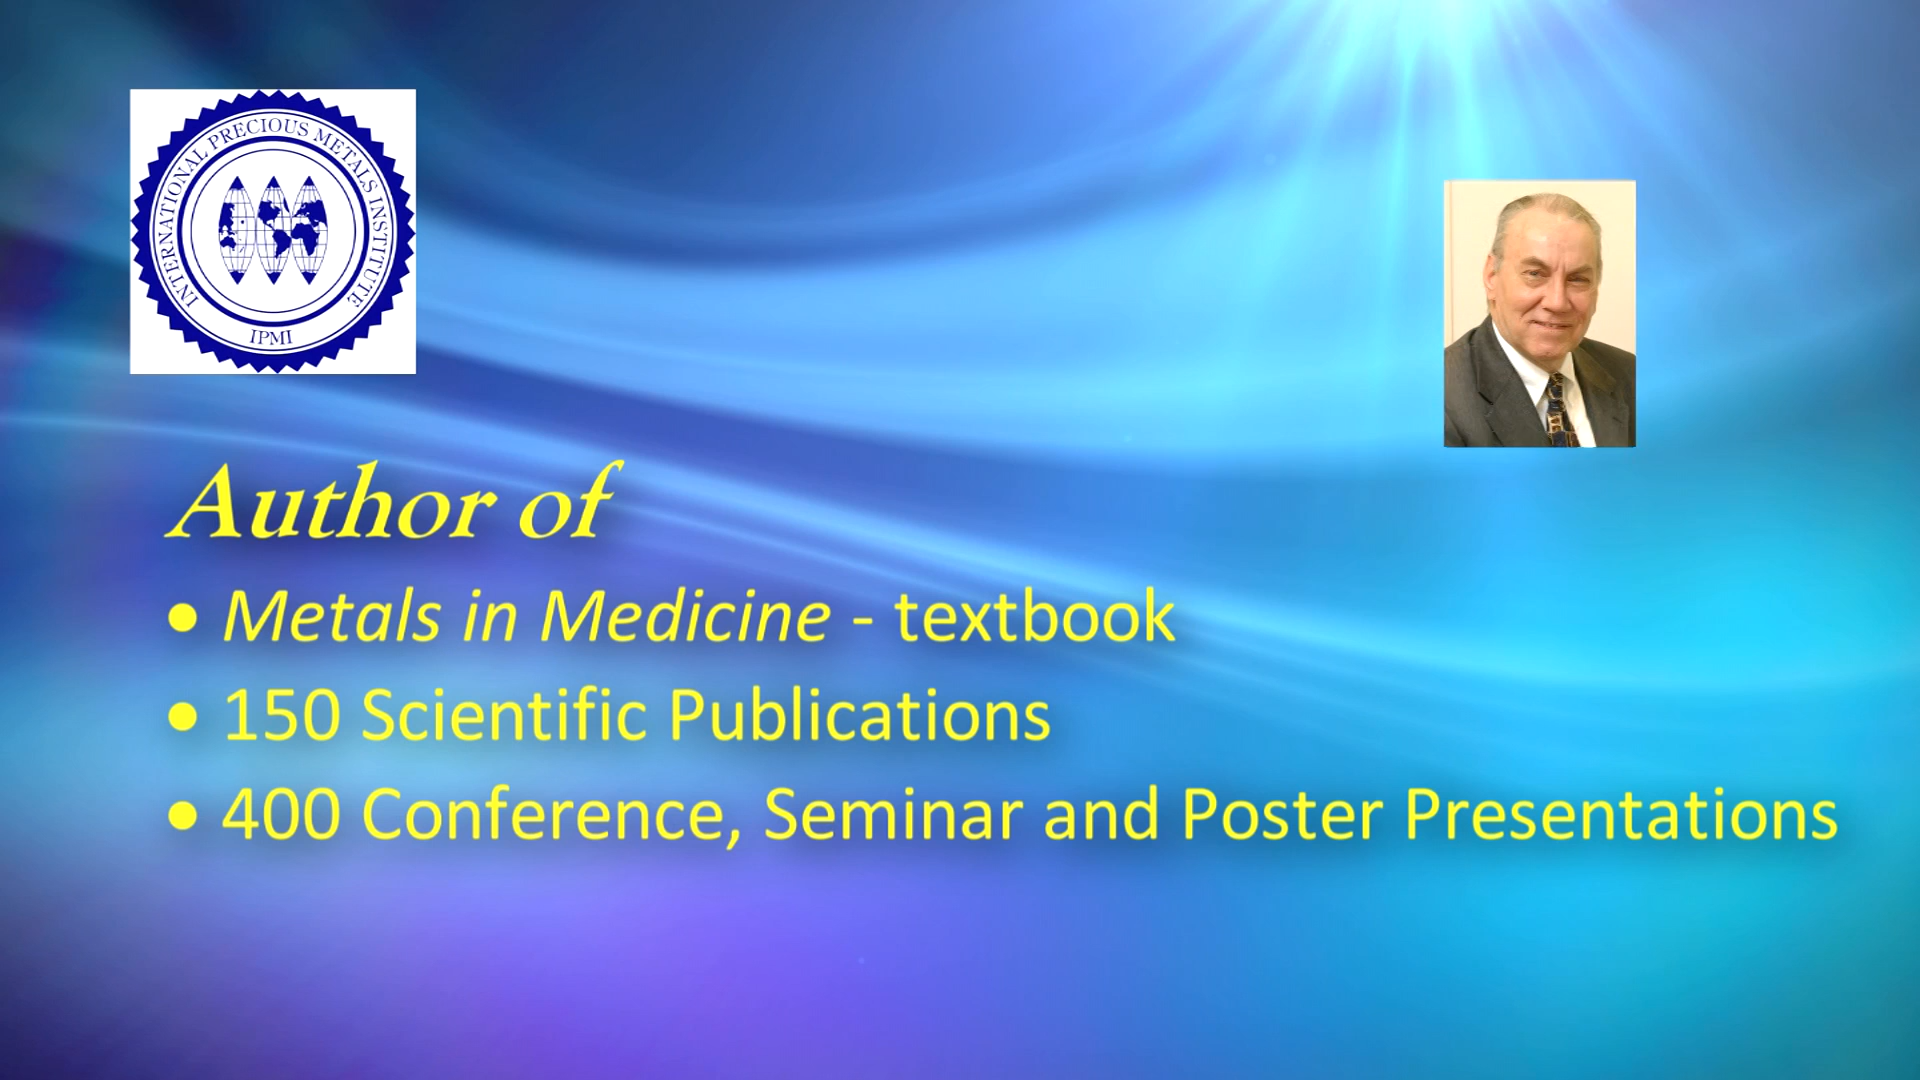 INTERNATIONAL PRECIOUS METALS INSTITUTE
IPMI
Author of
• Metals in Medicine - textbook
• 150 Scientific Publications
• 400 Conference, Seminar and Poster Presentations